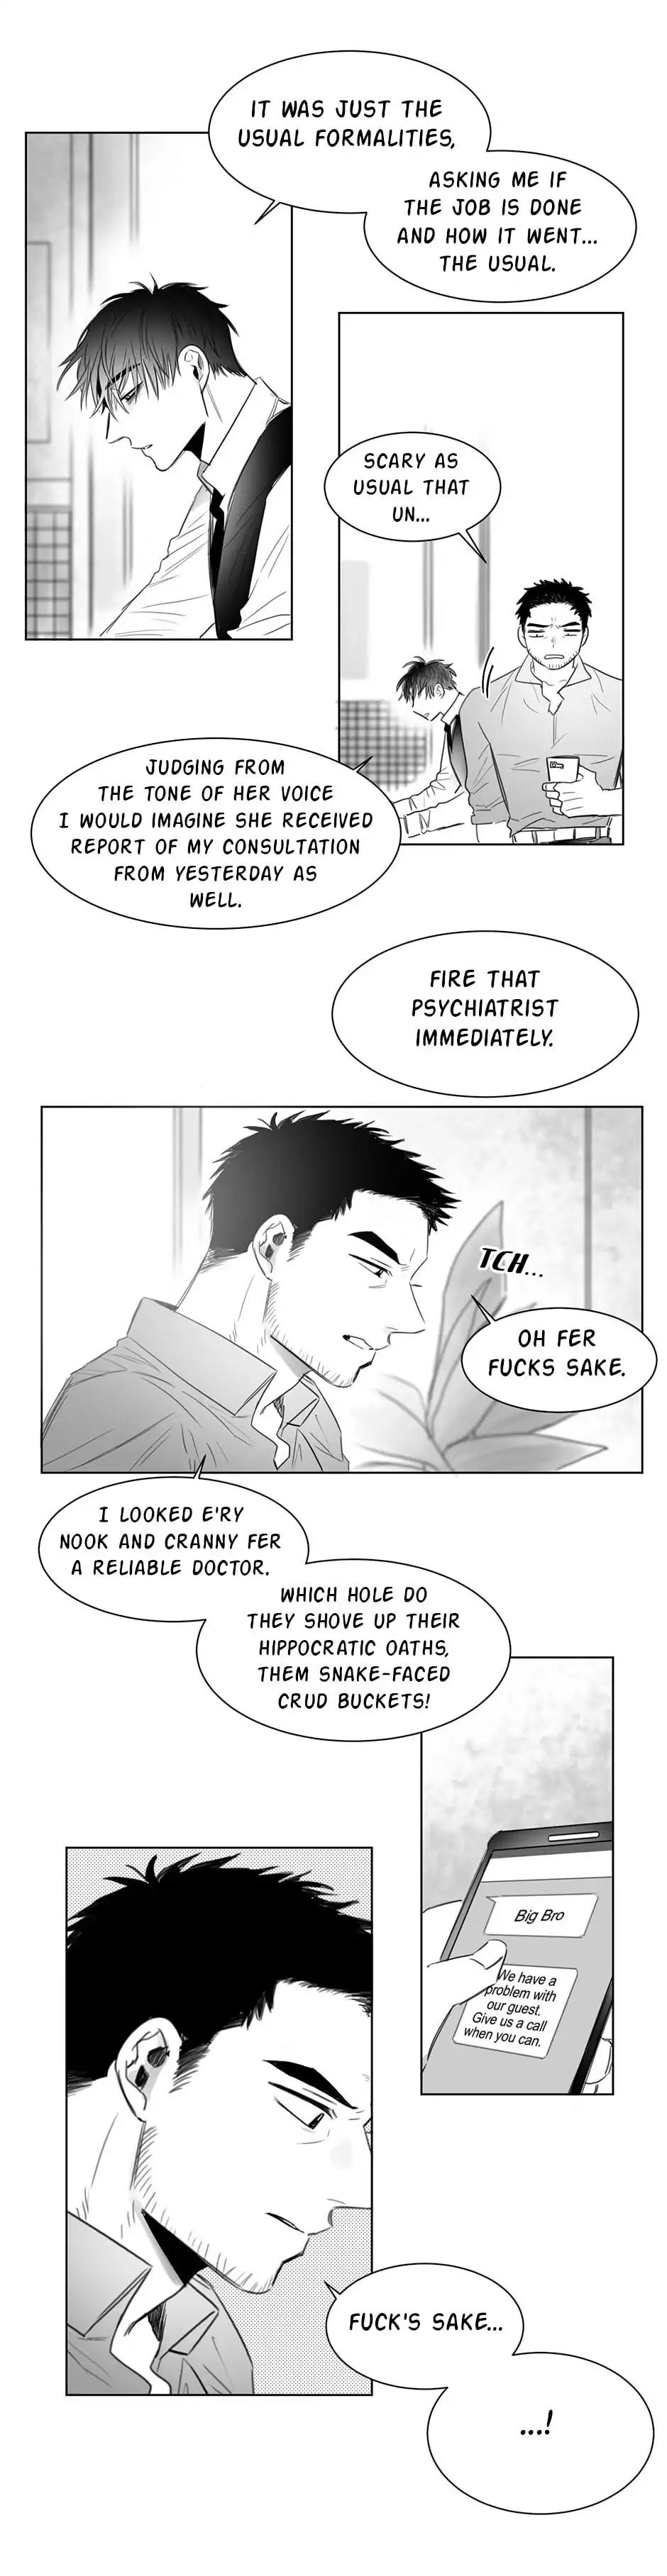 IT WAS JUST THE
USUAL FORMALITIES,
ASKING ME IF
THE JOB IS DONE
AND HOW IT WENT...
THE USUAL.
SCARY AS
USUAL THAT
UN...
JUDGING FROM
THE TONE OF HER VOICE
I WOULD IMAGINE SHE RECEIVED
REPORT OF MY CONSULTATION
FROM YESTERDAY AS
WELL.
FIRE THAT
PSYCHIATRIST
IMMEDIATELY.
TCH...
OH FER
FUCKS SAKE.
I LOOKED E'RY
NOOK AND CRANNY FER
A RELIABLE DOCTOR.
WHICH HOLE DO
THEY SHOVE UP THEIR
HIPPOCRATIC OATHS,
THEM SNAKE-FACED
CRUD BUCKETS!
Big Bro
We have a
problem with
our guest.
Give us a call
when you can.
FUCK'S SAKE...
...!